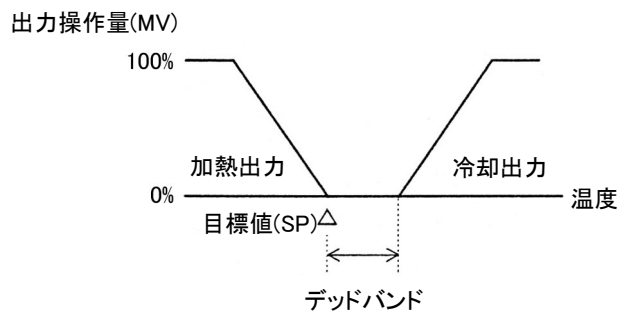 出力操作量(MV)
100%
加熱出力
冷却出力
0%
温度
目標値(SP)△
デッドバンド